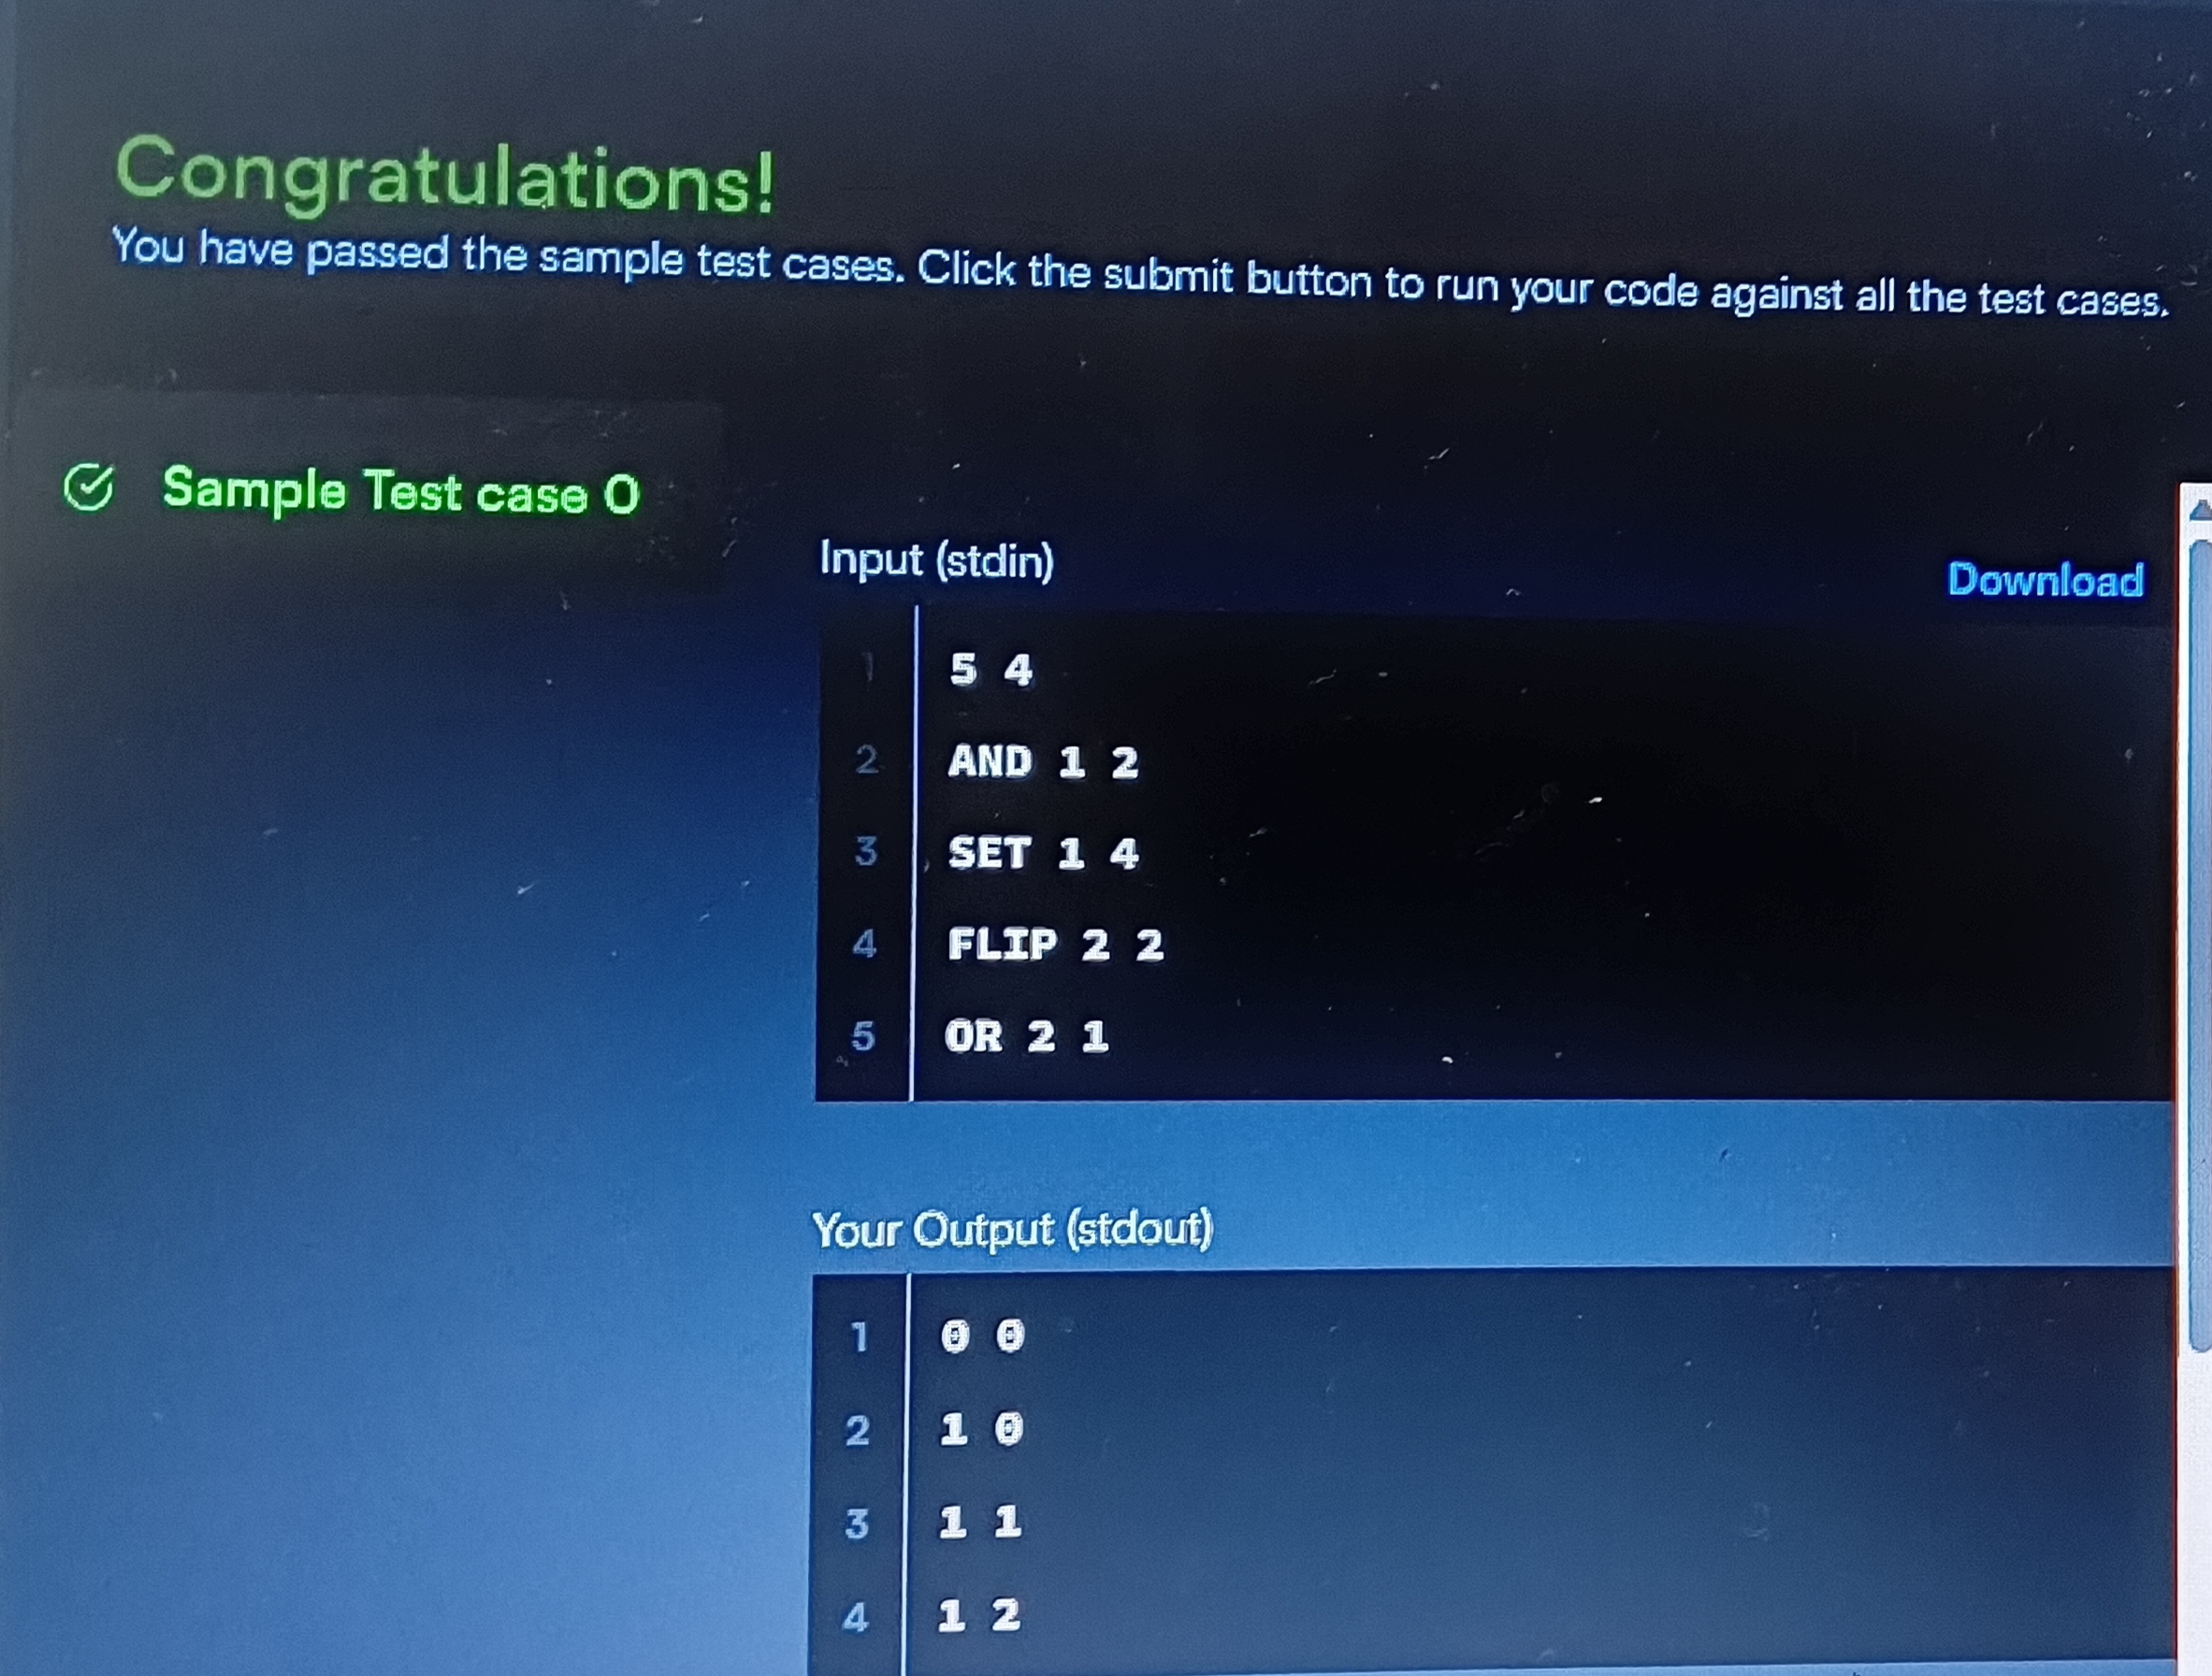 Congratulations!
You have passed the sample test cases. Click the submit button to run your code against all the test cases.
Sample Test case 0
Input (stdin)
Download
1 5 4
2 AND 1 2
3 SET 1 4
4 FLIP 2 2
5 OR 2 1
Your Output (stdout)
1 0 0
2 1 0
3 1 1
4 1 2